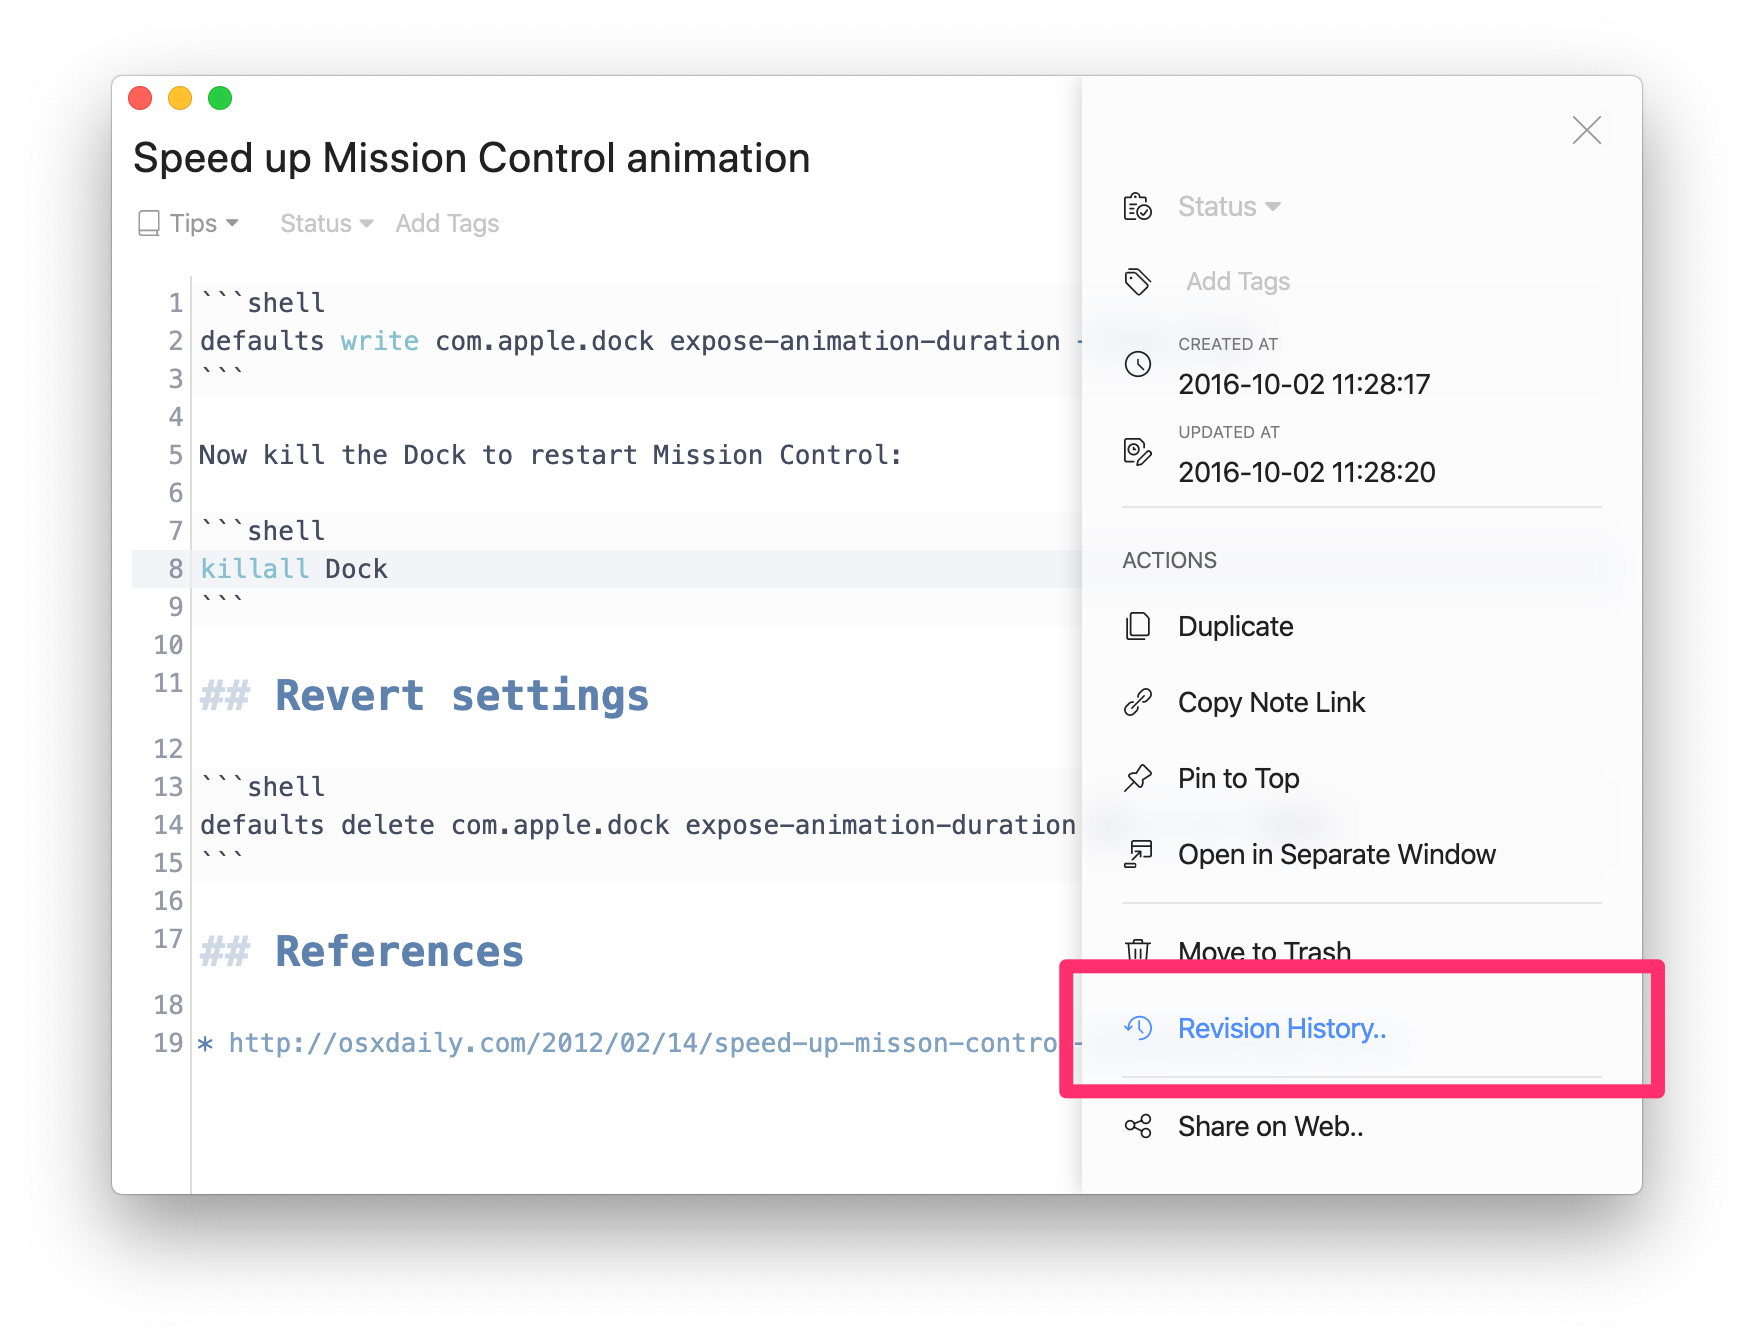 Speed up Mission Control animation
Tips Status Add Tags
1 ```shell
2 defaults write com.apple.dock expose-animation-duration -
3 ```
4
5 Now kill the Dock to restart Mission Control:
6
7 ```shell
8 killall Dock
9 ```
10
11 ## Revert settings
12
13 ```shell
14 defaults delete com.apple.dock expose-animation-duration
15 ```
16
17 ## References
18
19 * http://osxdaily.com/2012/02/14/speed-up-misson-contro-
Status
Add Tags
CREATED AT
2016-10-02 11:28:17
UPDATED AT
2016-10-02 11:28:20
ACTIONS
Duplicate
Copy Note Link
Pin to Top
Open in Separate Window
Move to Trash
Revision History..
Share on Web..